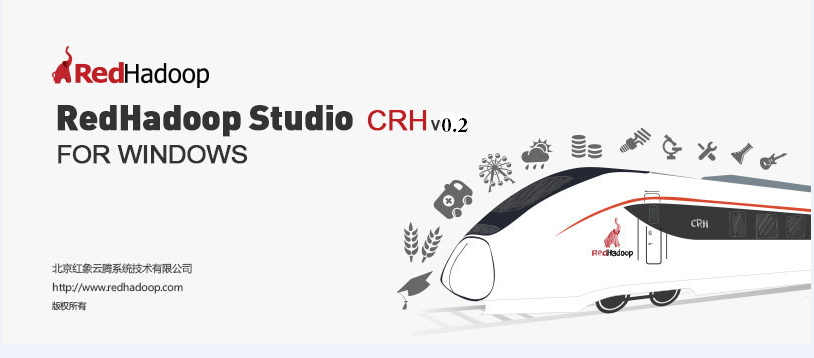 RedHadoop
RedHadoop Studio CRH v0.2
FOR WINDOWS
CRH
RedHadoop
北京红象云腾系统技术有限公司
http://www.redhadoop.com
版权所有